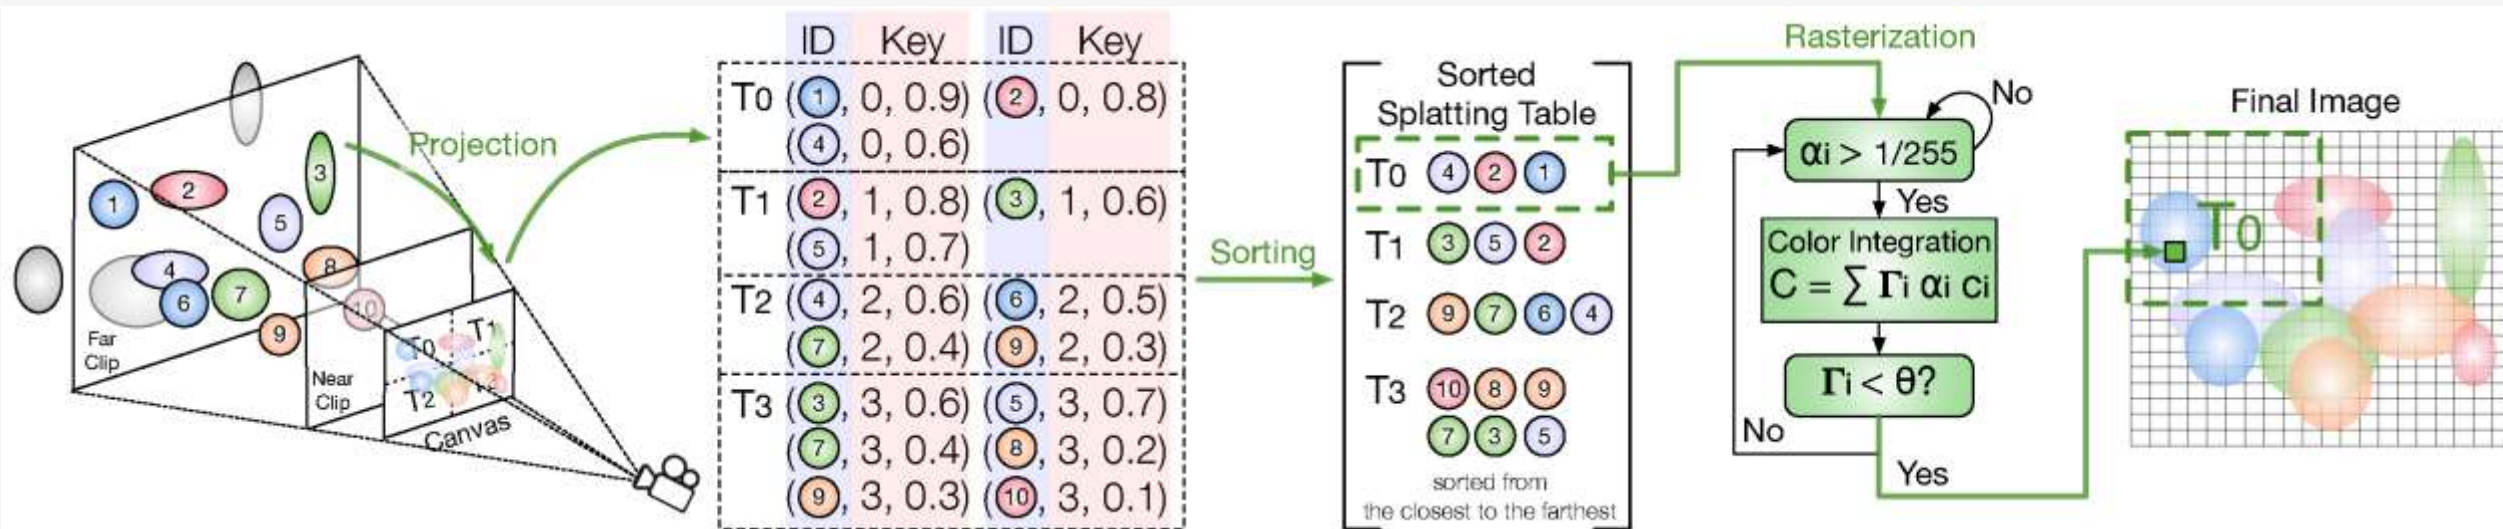 1
2
3
5
4
6
7
8
9
10
Far
Clip
Near
Clip
T0
T1
T2
Canvas
Projection
ID Key ID Key
T0 (1, 0, 0.9) (2, 0, 0.8)
(4, 0, 0.6)
T1 (2, 1, 0.8) (3, 1, 0.6)
(5, 1, 0.7)
T2 (4, 2, 0.6) (6, 2, 0.5)
(7, 2, 0.4) (9, 2, 0.3)
T3 (3, 3, 0.6) (5, 3, 0.7)
(7, 3, 0.4) (8, 3, 0.2)
(9, 3, 0.3) (10, 3, 0.1)
Sorting
Sorted
Splatting Table
T0 4 2 1
T1 3 5 2
T2 9 7 6 4
T3 10 8 9
7 3 5
sorted from
the closest to the farthest
Rasterization
No
αi > 1/255
Yes
Color Integration
C = ∑ Γi αi ci
Γi < θ?
No
Yes
Final Image
T0